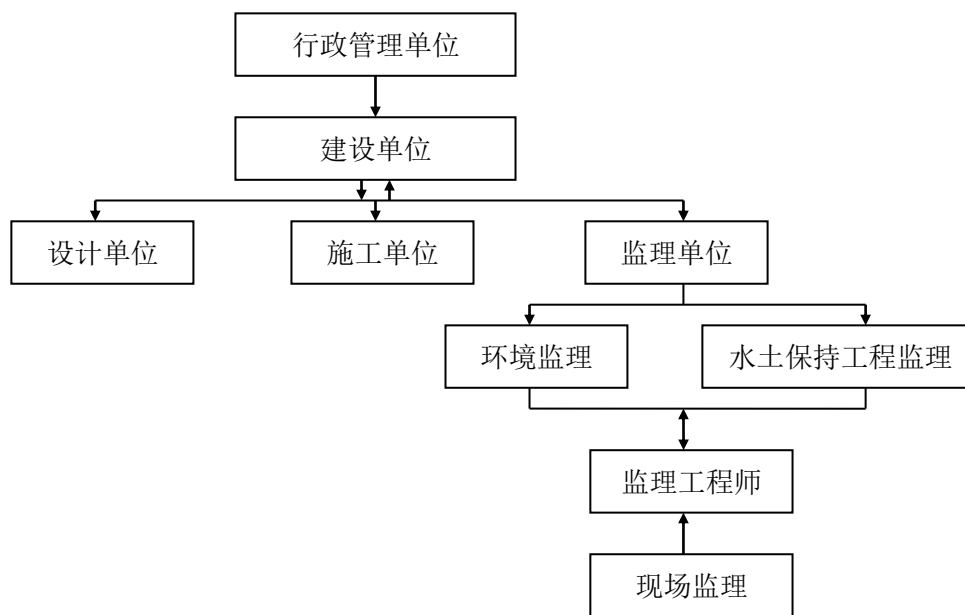 行政管理单位
建设单位
设计单位
施工单位
监理单位
环境监理
水土保持工程监理
监理工程师
现场监理